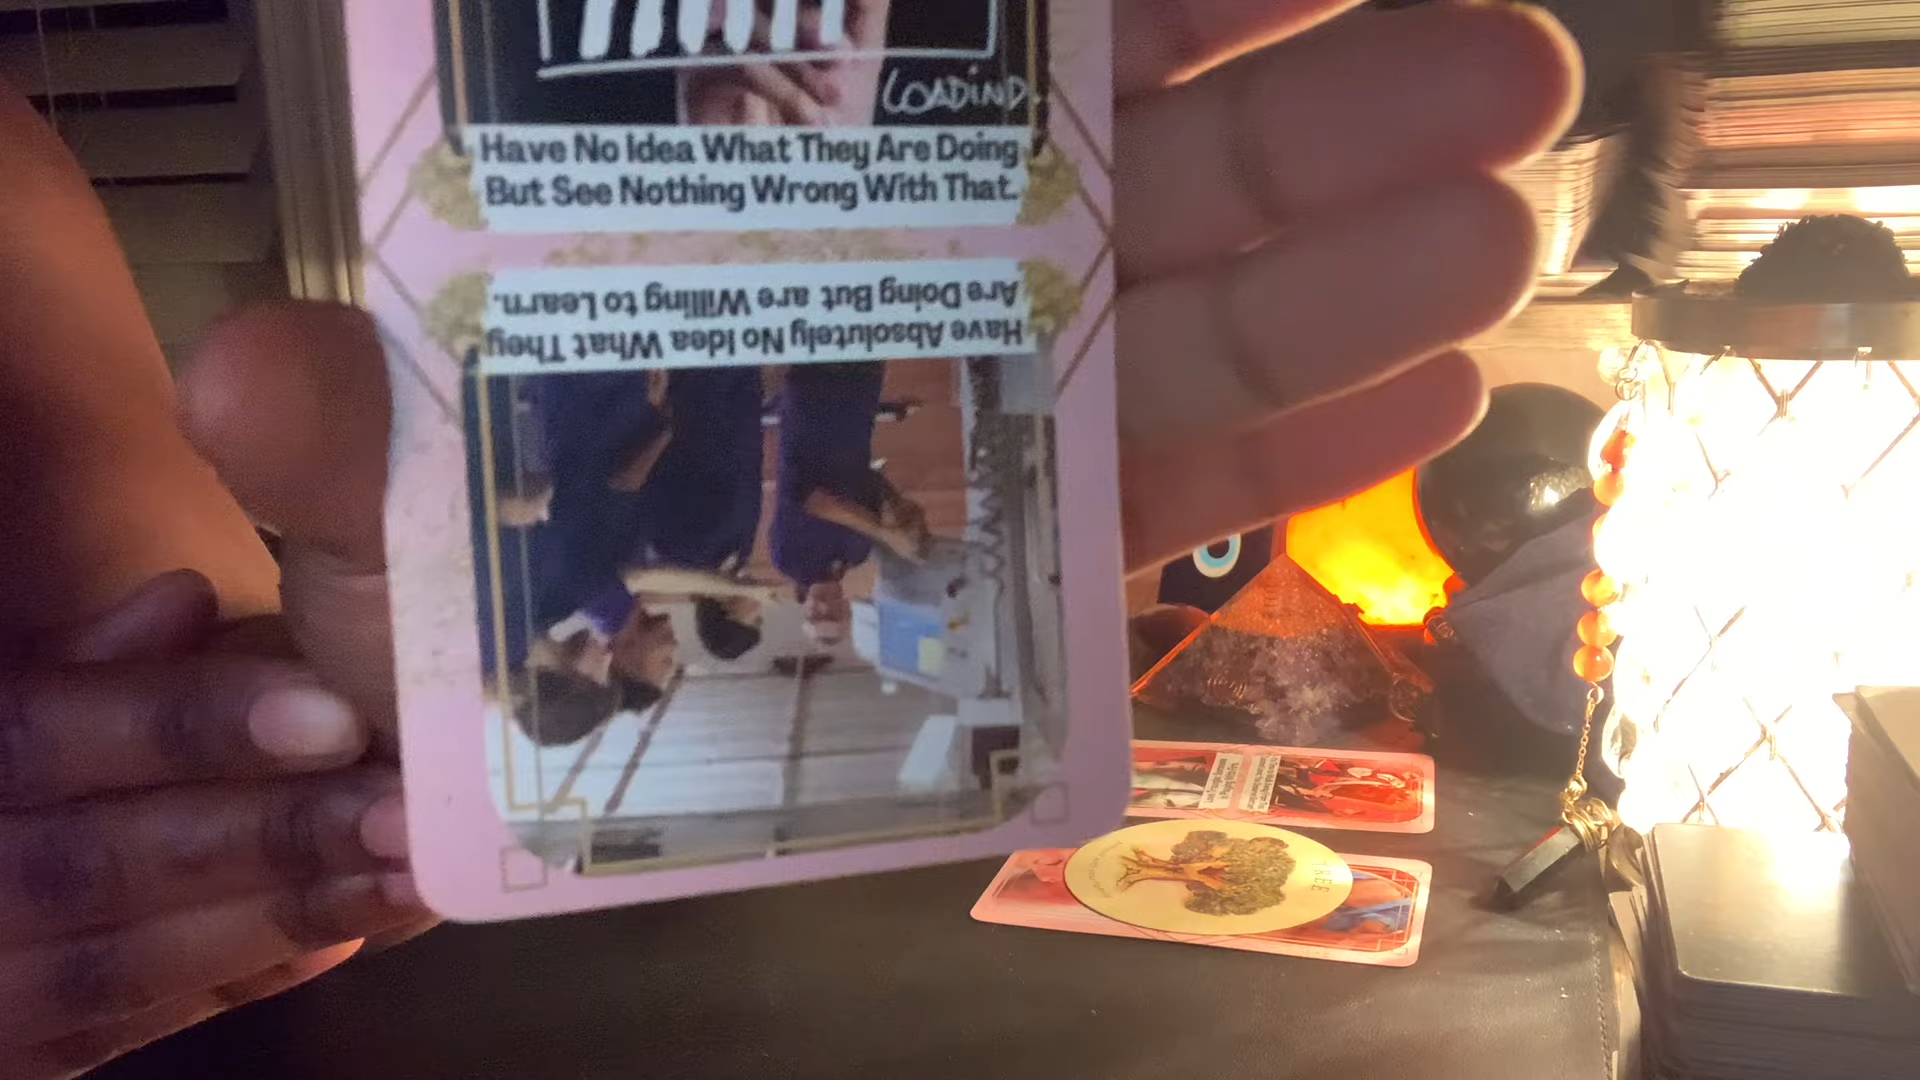 LOADIND.
Have No Idea What They Are Doing
But See Nothing Wrong With That.
Have Absolutely No Idea What They
Are Doing But are Willing to Learn.
TREE